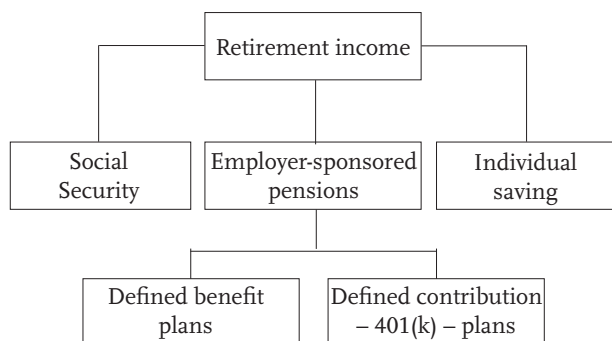 Retirement income
Social
Security
Employer-sponsored
pensions
Individual
saving
Defined benefit
plans
Defined contribution
– 401(k) – plans